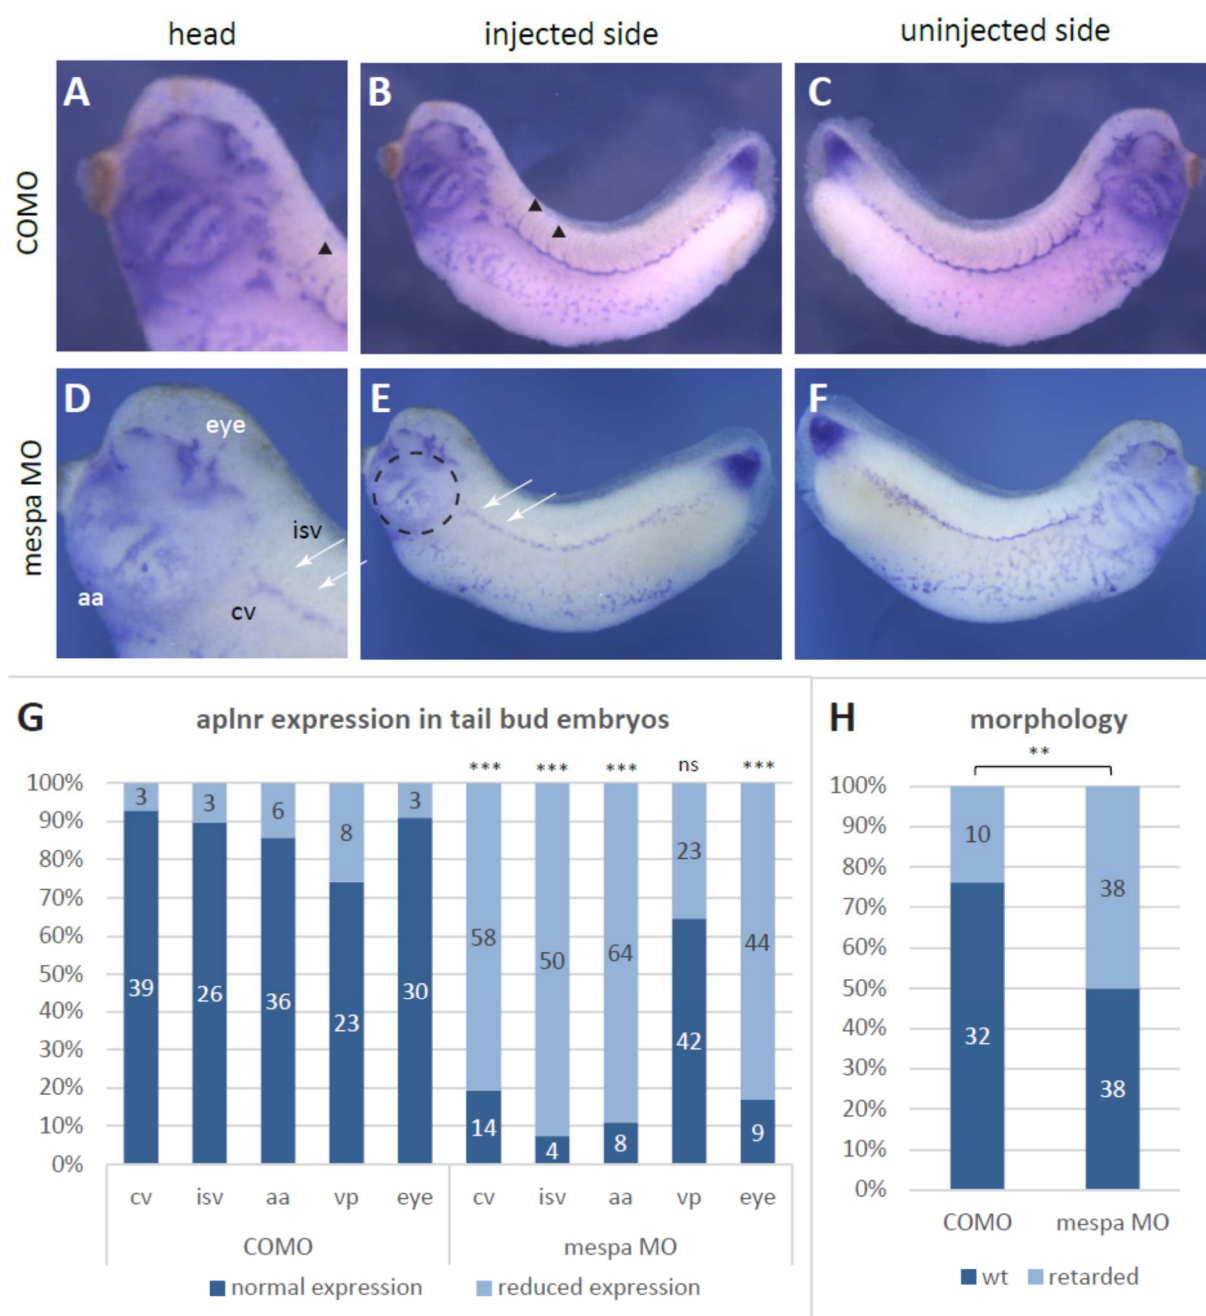 head injected side uninjected side
COMO
A B C
mespa MO
D E F
eye
isv
aa
cv
G aplnr expression in tail bud embryos
*** *** *** ns ***
100%
90%
80%
70%
60%
50%
40%
30%
20%
10%
0%
3 3 6 8 3
39 26 36 23 30
58 50 64 23 44
14 4 8 42 9
cv isv aa vp eye cv isv aa vp eye
COMO mespa MO
normal expression reduced expression
H morphology
**
100%
90%
80%
70%
60%
50%
40%
30%
20%
10%
0%
10 38
32 38
COMO mespa MO
wt retarded